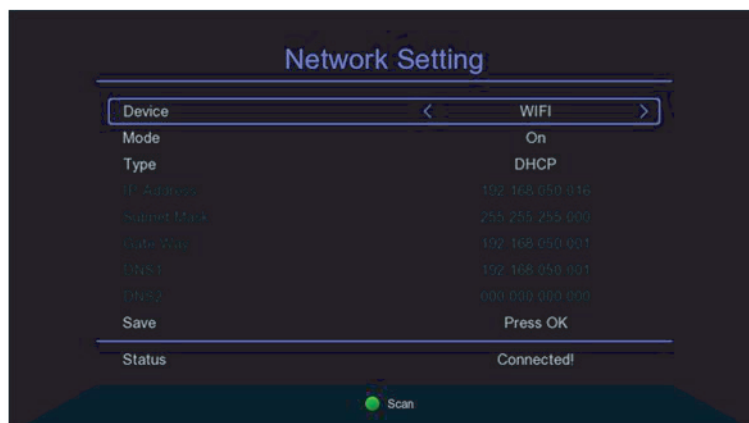 Network Setting
Device < WIFI >
Mode On
Type DHCP
IP Address 192 168 050 016
Subnet Mask 255 255 255 000
Gate Way 192 168 050 001
DNS1 192 168 050 001
DNS2 000 000 000 000
Save Press OK
Status Connected!
Scan